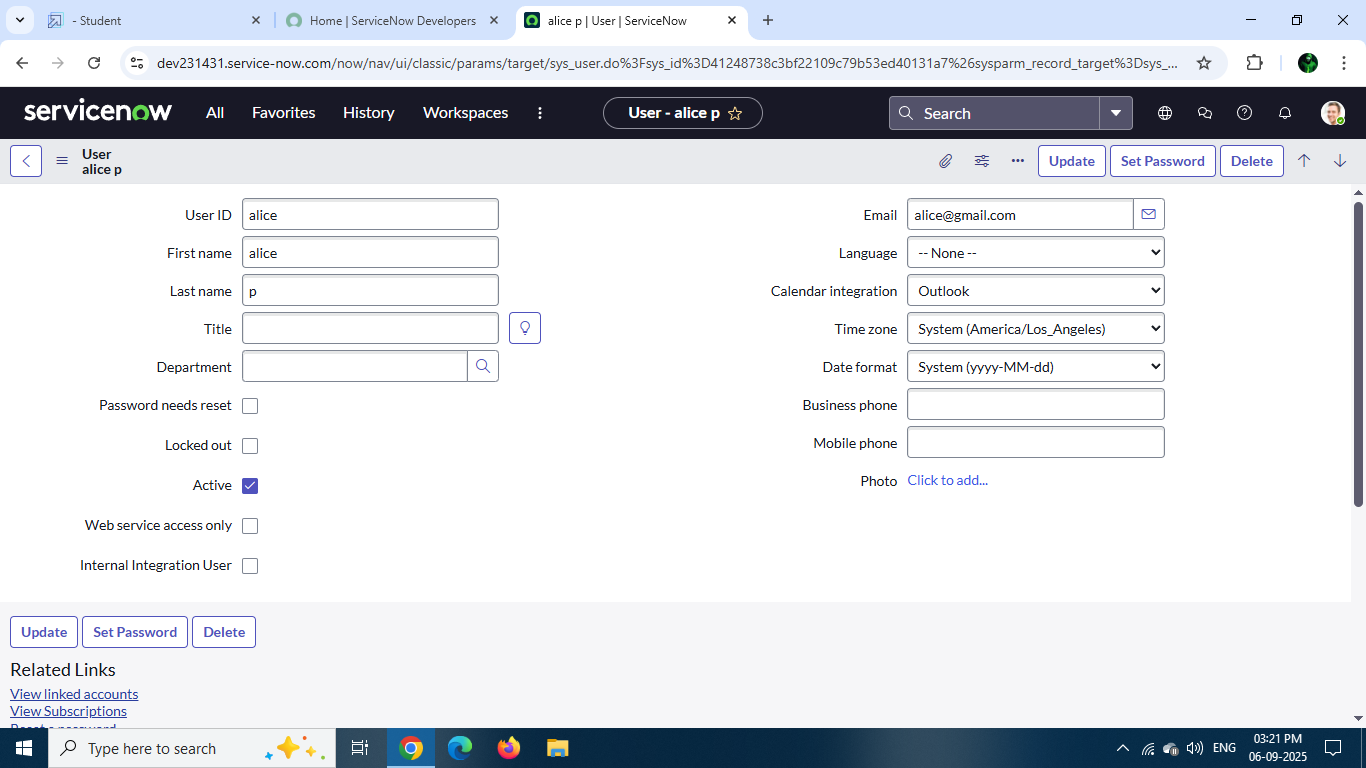 - Student
Home | ServiceNow Developers
alice p | User | ServiceNow
dev231431.service-now.com/now/nav/ui/classic/params/target/sys_user.do%3Fsys_id%3D41248738c3bf22109c79b53ed40131a7%26sysparm_record_target%3Dsys_...
servicenow All Favorites History Workspaces User - alice p Search
User
alice p
Update Set Password Delete
User ID alice
First name alice
Last name p
Title
Department
Password needs reset
Locked out
Active
Web service access only
Internal Integration User
Email alice@gmail.com
Language -- None --
Calendar integration Outlook
Time zone System (America/Los_Angeles)
Date format System (yyyy-MM-dd)
Business phone
Mobile phone
Photo Click to add...
Update Set Password Delete
Related Links
View linked accounts
View Subscriptions
Reset a password
Type here to search
ENG
03:21 PM
06-09-2025